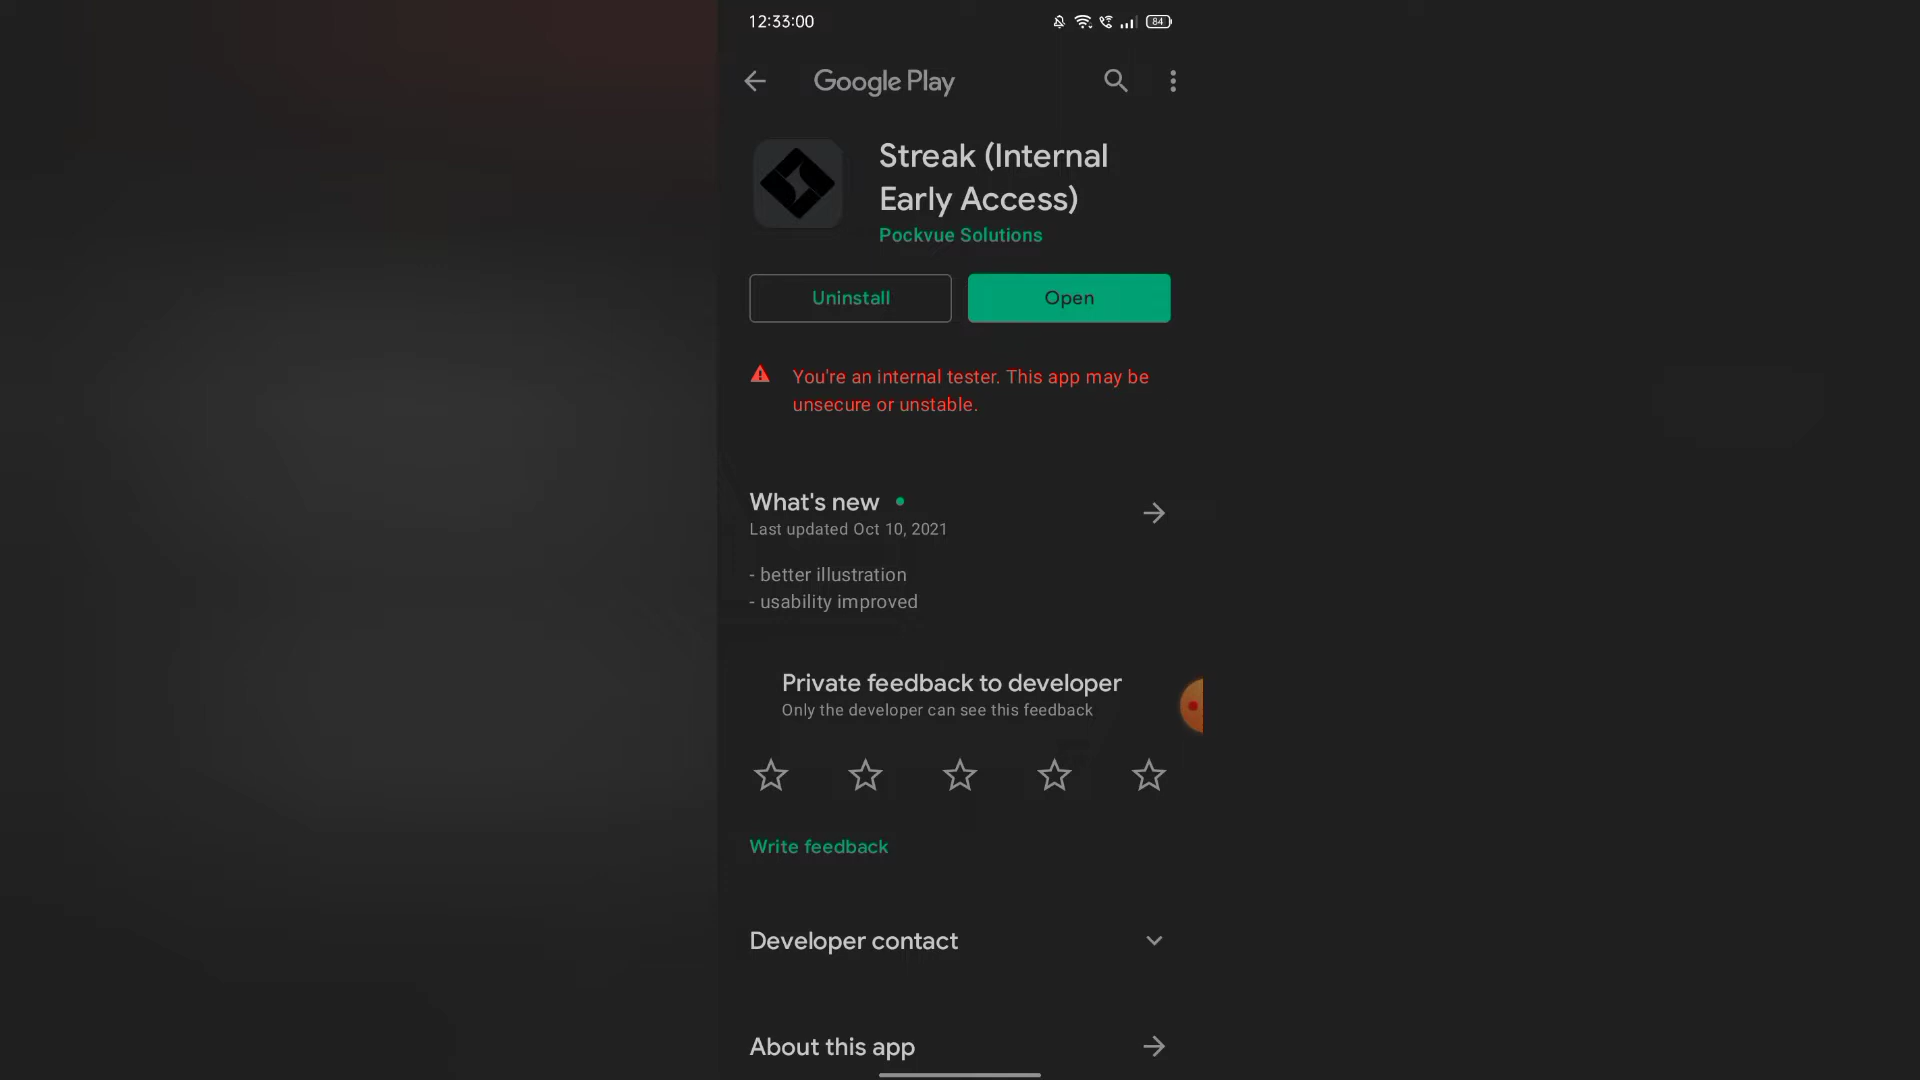 12:33:00
84
Google Play
Streak (Internal
Early Access)
Pockvue Solutions
Uninstall
Open
You're an internal tester. This app may be
unsecure or unstable.
What's new
Last updated Oct 10, 2021
- better illustration
- usability improved
Private feedback to developer
Only the developer can see this feedback
Write feedback
Developer contact
About this app